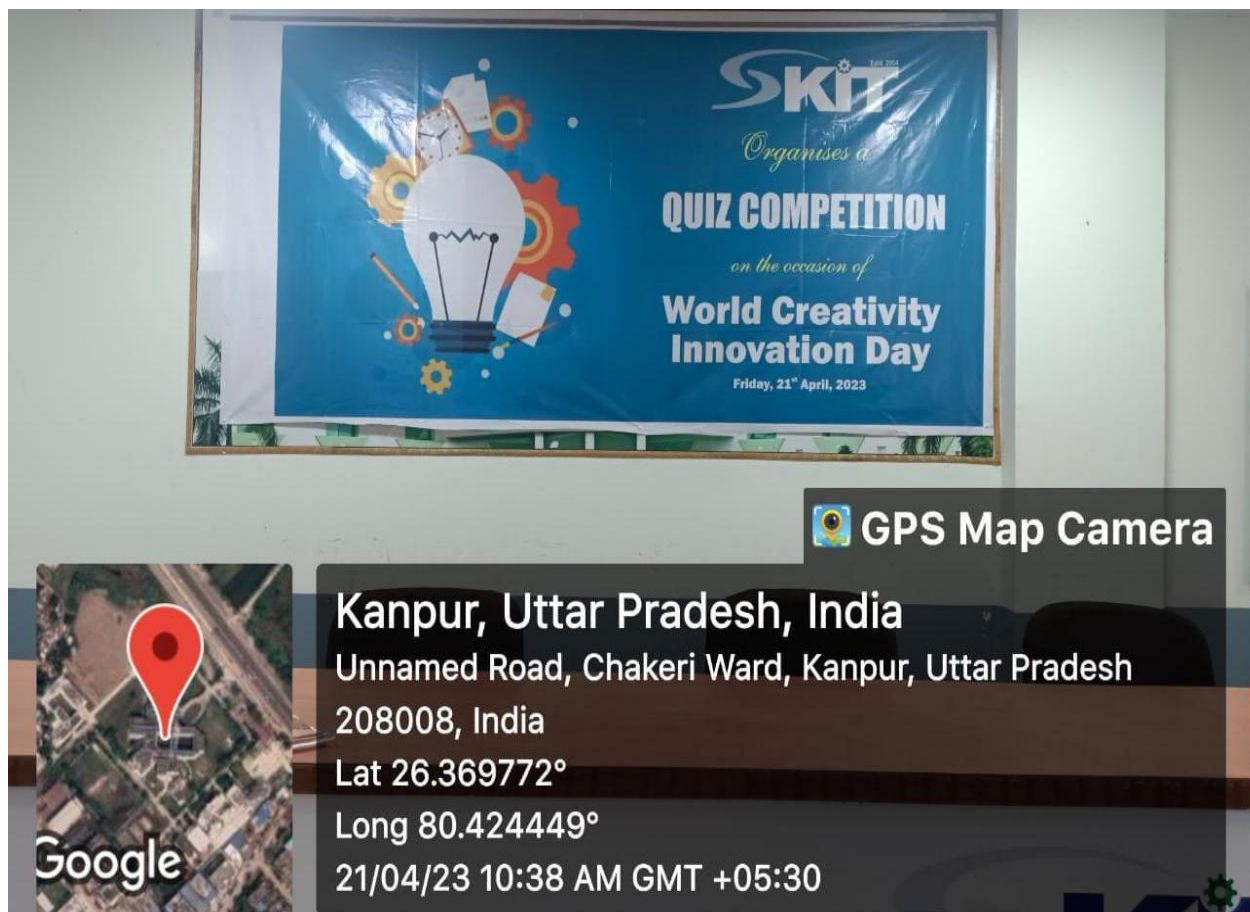 SKIT
Estd. 2004
Organises a
QUIZ COMPETITION
on the occasion of
World Creativity
Innovation Day
Friday, 21st April, 2023
GPS Map Camera
Kanpur, Uttar Pradesh, India
Unnamed Road, Chakeri Ward, Kanpur, Uttar Pradesh
208008, India
Lat 26.369772°
Long 80.424449°
21/04/23 10:38 AM GMT +05:30
Google